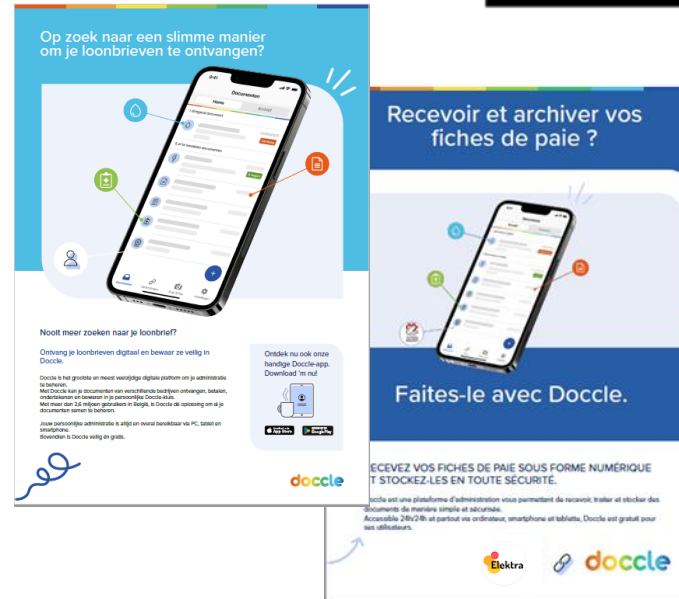 Op zoek naar een slimme manier
om je loonbrieven te ontvangen?
9:41
Documenten
Home
Nooit meer zoeken naar je loonbrief?
Ontvang je loonbrieven digitaal en bewaar ze veilig in
Doccle.
Doccle is het grootste en meest veelzijdige digitale platform om je administratie
te beheren.
Met Doccle kan je documenten van verschillende bedrijven ontvangen, betalen,
ondertekenen en bewaren in je persoonlijke Doccle-kluis.
Met meer dan 2,6 miljoen gebruikers in België, is Doccle dé oplossing om al je
documenten samen te beheren.
Jouw persoonlijke administratie is altijd en overal bereikbaar via PC, tablet en
smartphone.
Bovendien is Doccle veilig én gratis.
Ontdek nu ook onze
handige Doccle-app.
Download 'm nu!
App Store
Google Play
doccle
Recevoir et archiver vos
fiches de paie ?
Faites-le avec Doccle.
ECEVEZ VOS FICHES DE PAIE SOUS FORME NUMÉRIQUE
T STOCKEZ-LES EN TOUTE SÉCURITÉ.
occle est une plateforme d'administration vous permettant de recevoir, traiter et stocker des
documents de manière simple et sécurisée.
Accessible 24h/24h et partout via ordinateur, smartphone et tablette, Doccle est gratuit pour
ses utilisateurs.
Elektra
doccle